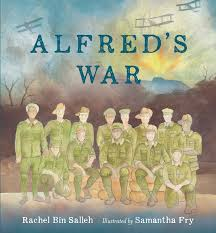 ALFRED'S
WAR
Rachel Bin Salleh Illustrated by Samantha Fry